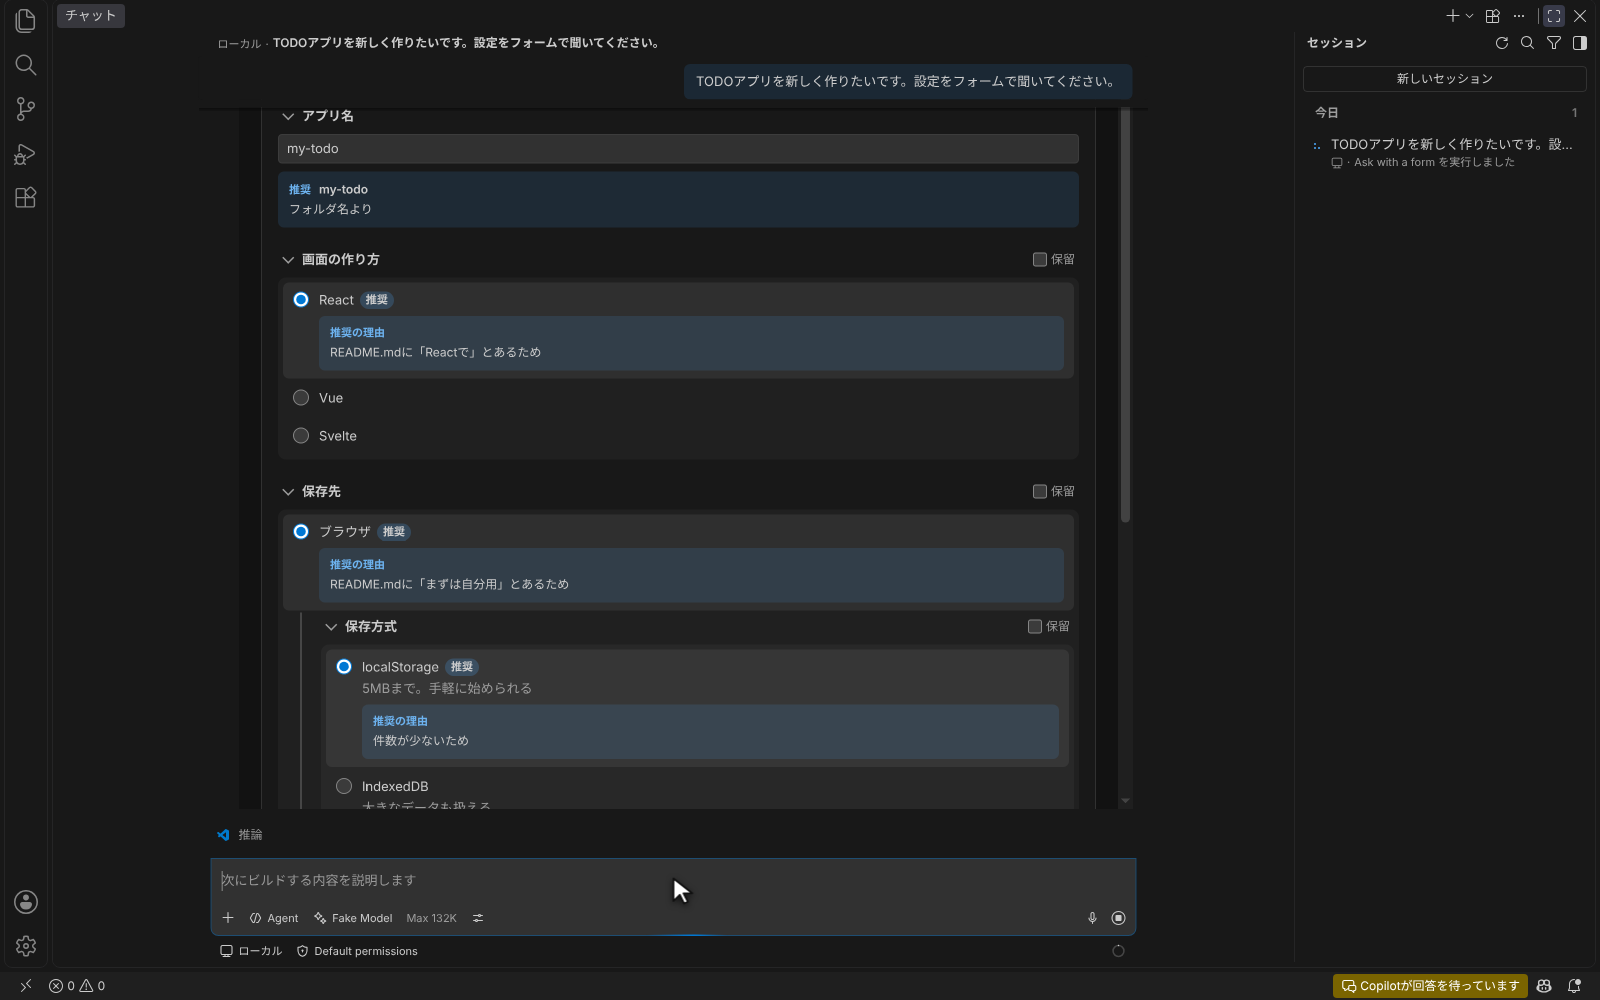 チャット
ローカル · TODOアプリを新しく作りたいです。設定をフォームで聞いてください。
TODOアプリを新しく作りたいです。設定をフォームで聞いてください。
アプリ名
my-todo
推奨 my-todo
フォルダ名より
画面の作り方
保留
React 推奨
推奨の理由
README.mdに「Reactで」とあるため
Vue
Svelte
保存先
保留
ブラウザ 推奨
推奨の理由
README.mdに「まずは自分用」とあるため
保存方式
保留
localStorage 推奨
5MBまで。手軽に始められる
推奨の理由
件数が少ないため
IndexedDB
大きなデータも扱える
推論
次にビルドする内容を説明します
Agent
Fake Model
Max 132K
ローカル
Default permissions
セッション
新しいセッション
今日
1
TODOアプリを新しく作りたいです。設...
· Ask with a form を実行しました
0
0
Copilotが回答を待っています